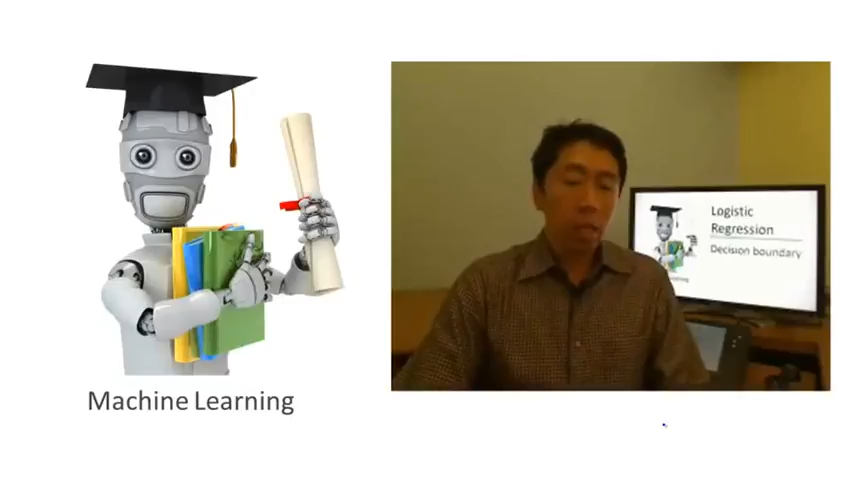 Machine Learning
Logistic
Regression
Decision boundary